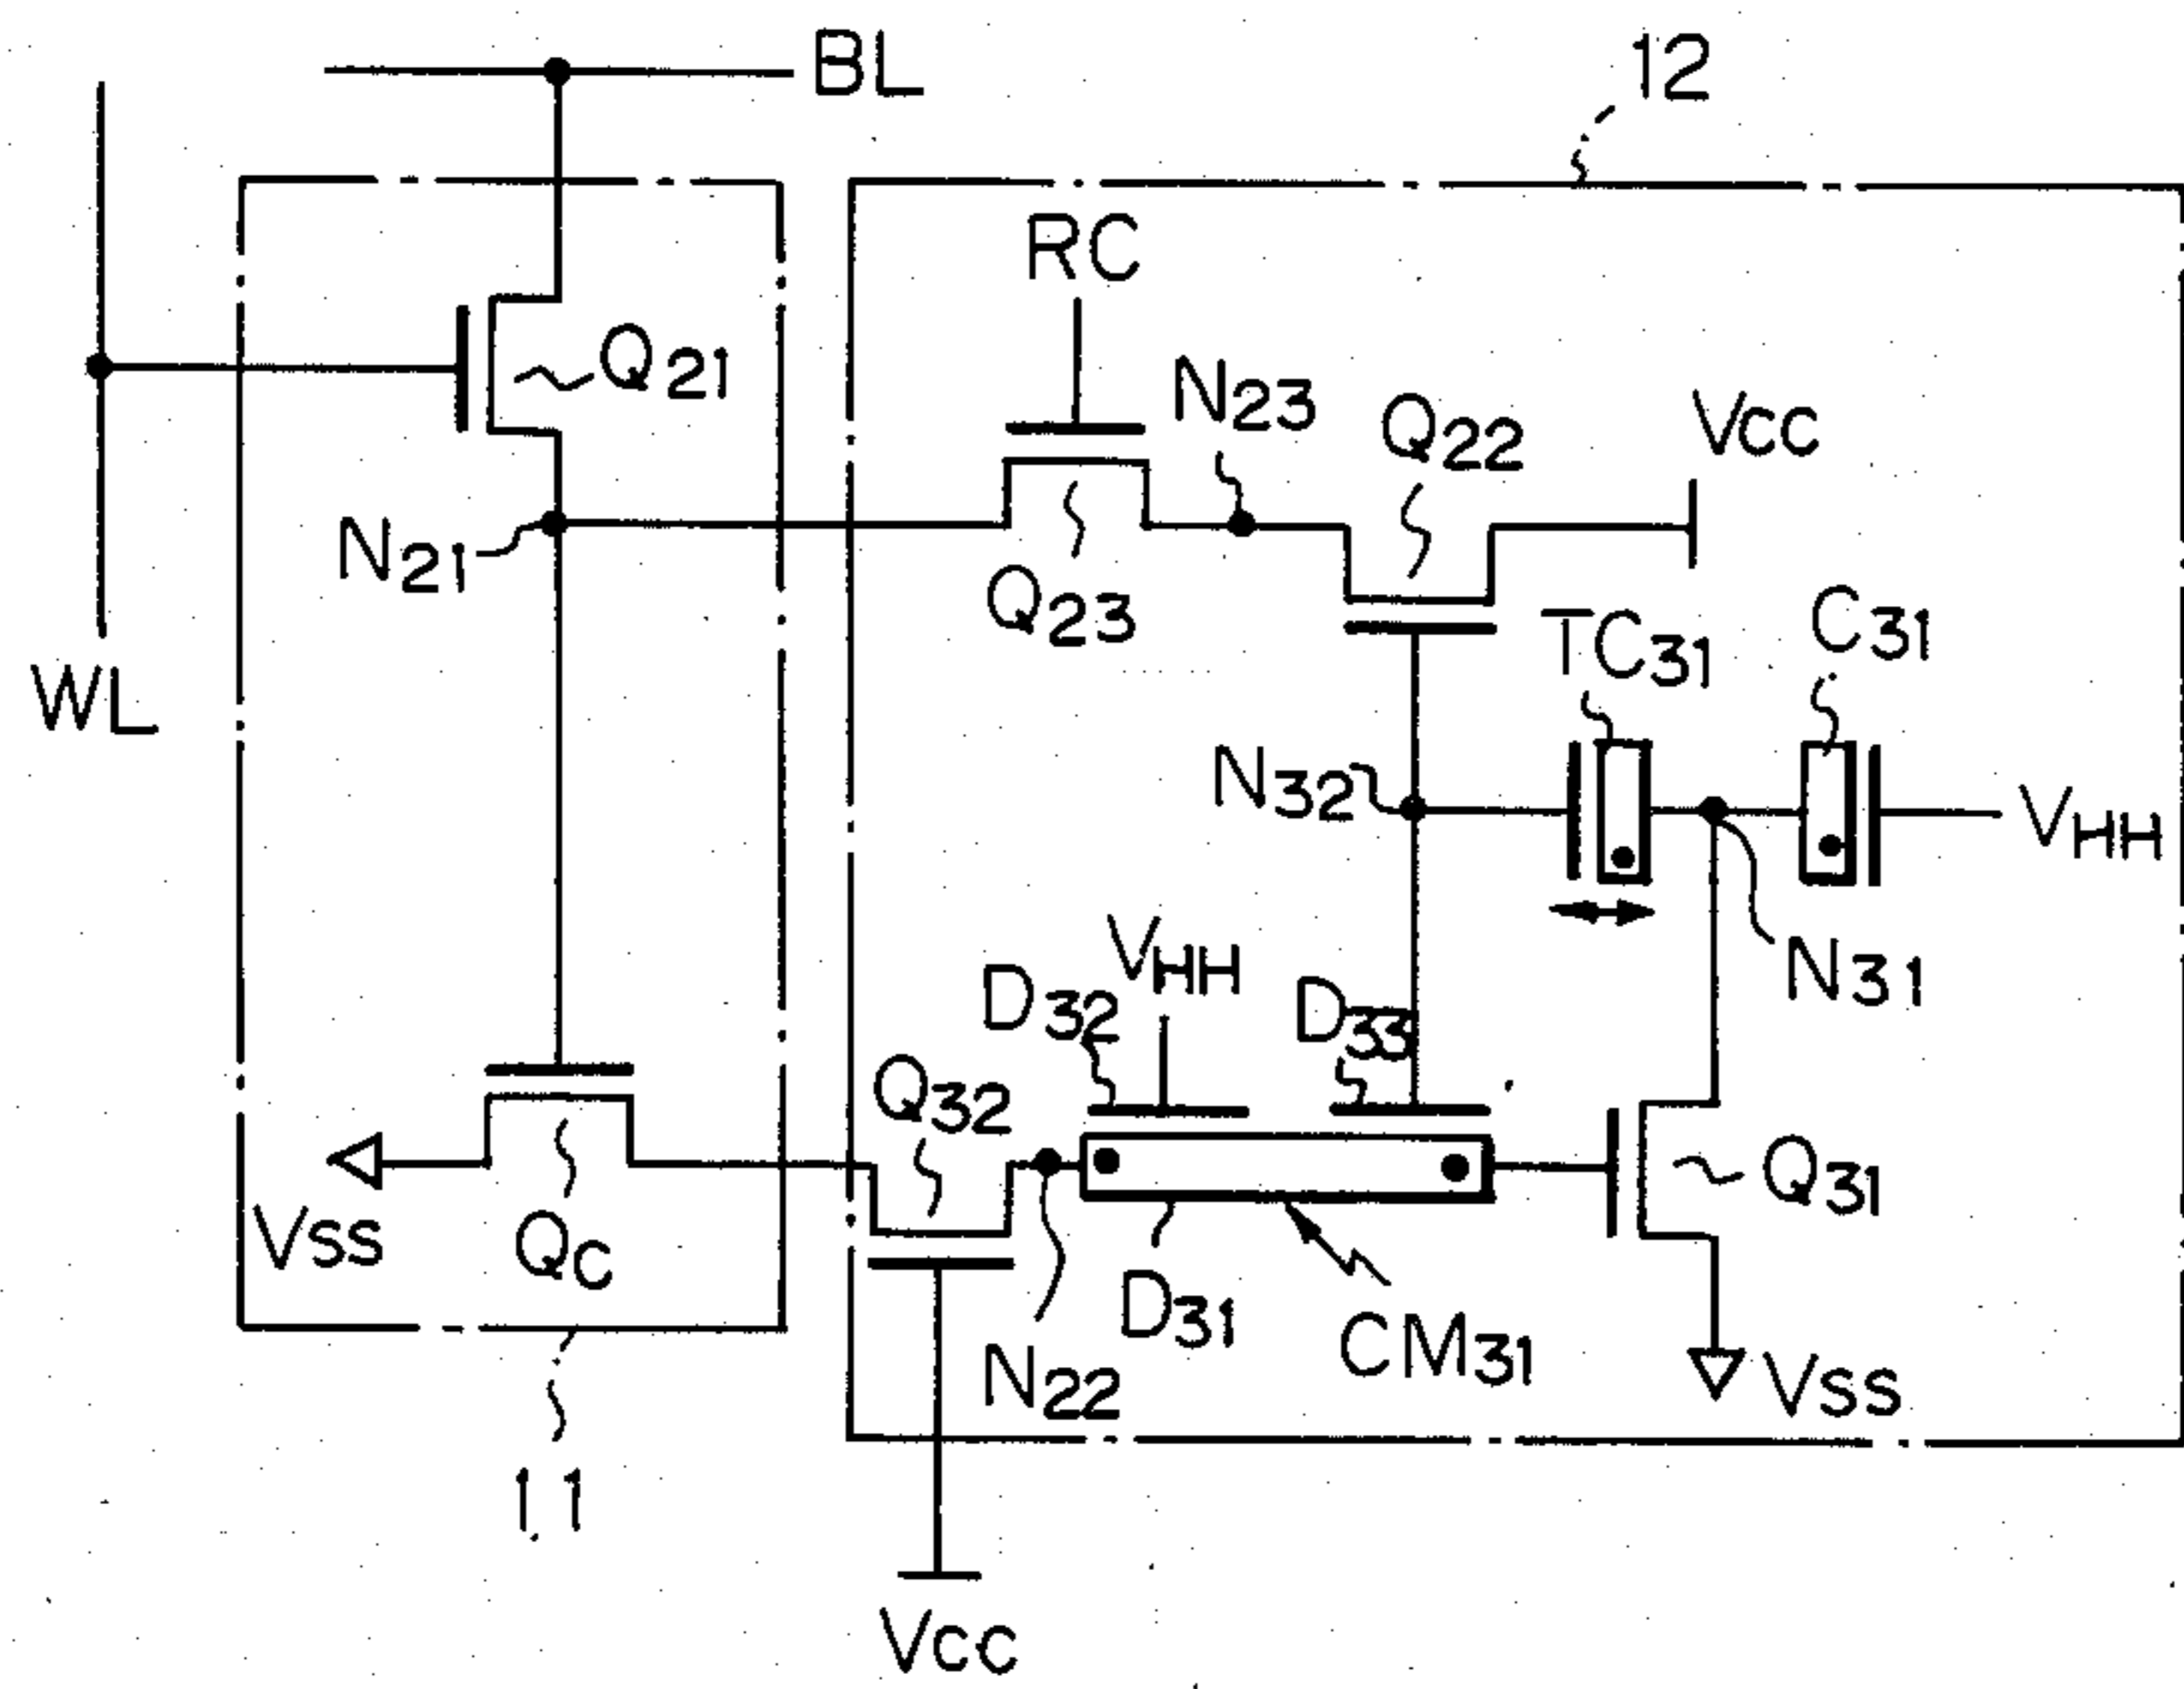 BL
12
RC
Q21
N23
Q22
VCC
N21
Q23
TC31
C31
WL
N32
VHH
VHH
D32
D33
N31
Q32
Q31
VSS
QC
D31
CM31
N22
VSS
11
VCC